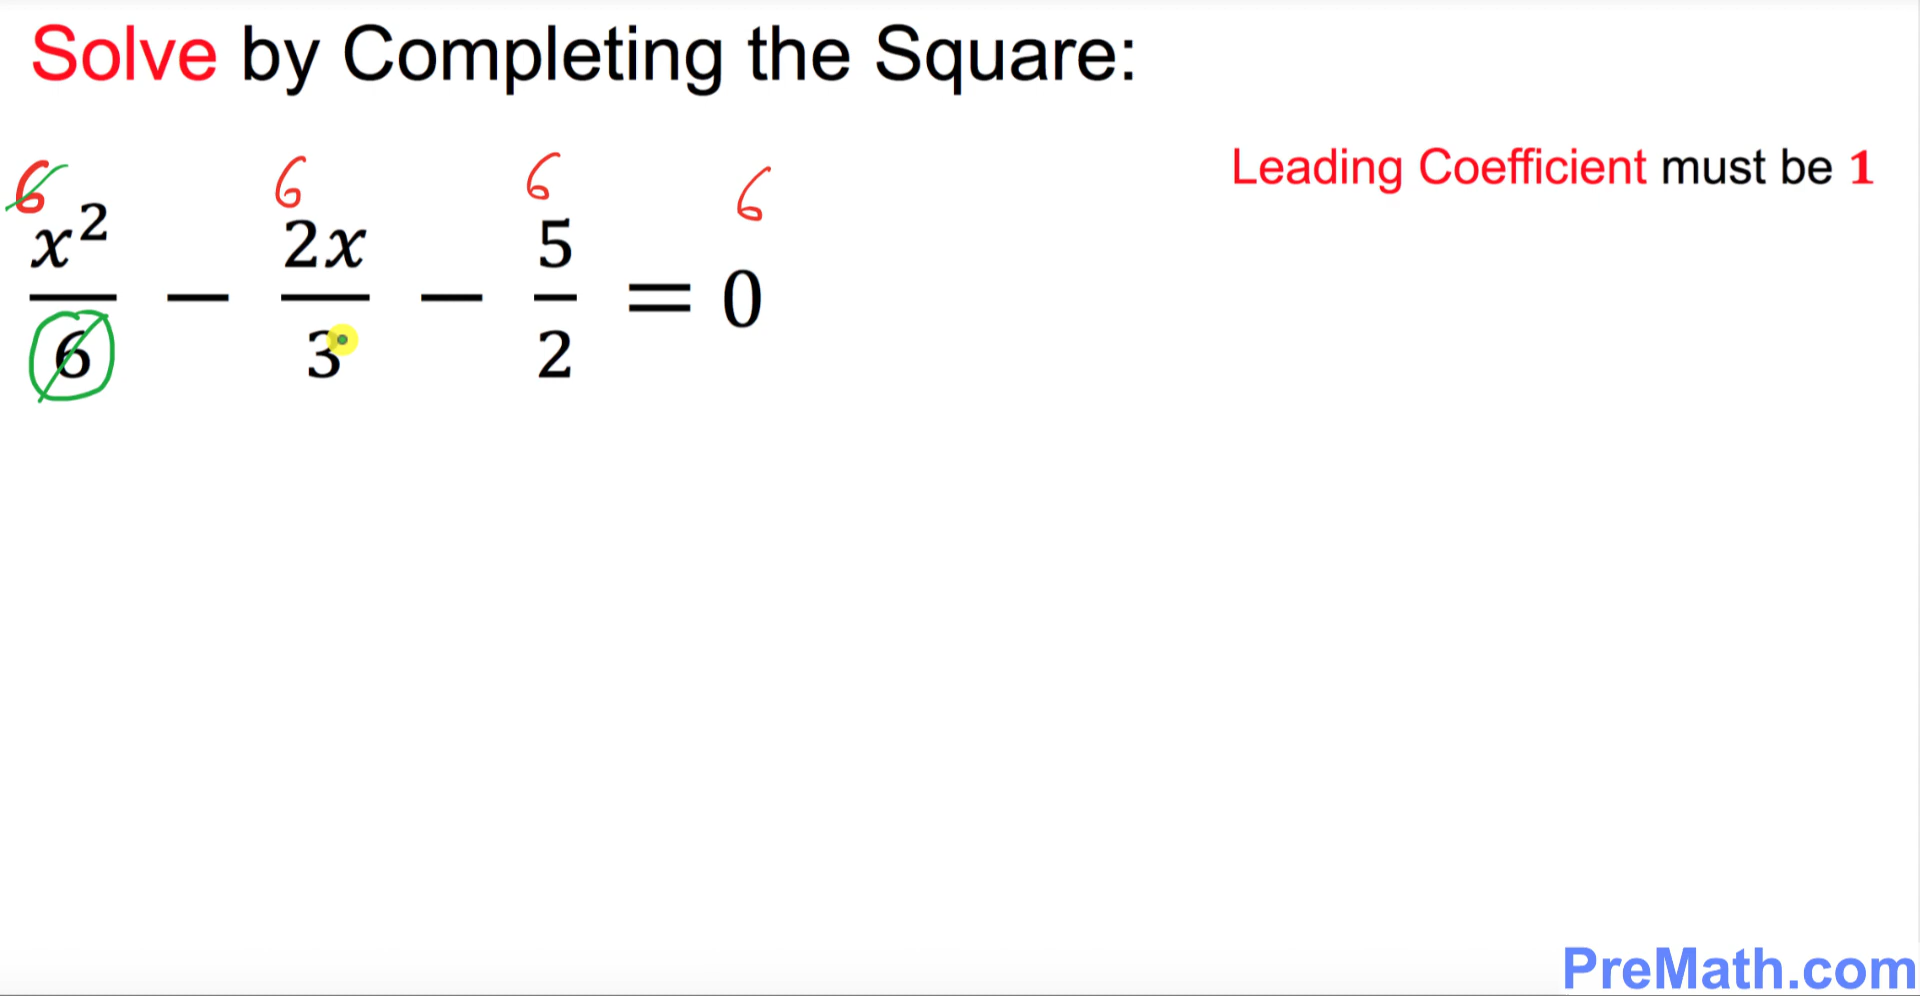 Solve by Completing the Square:
Leading Coefficient must be 1
6 6 6 6
x² 2x 5
— − — − — = 0
6 3 2
PreMath.com